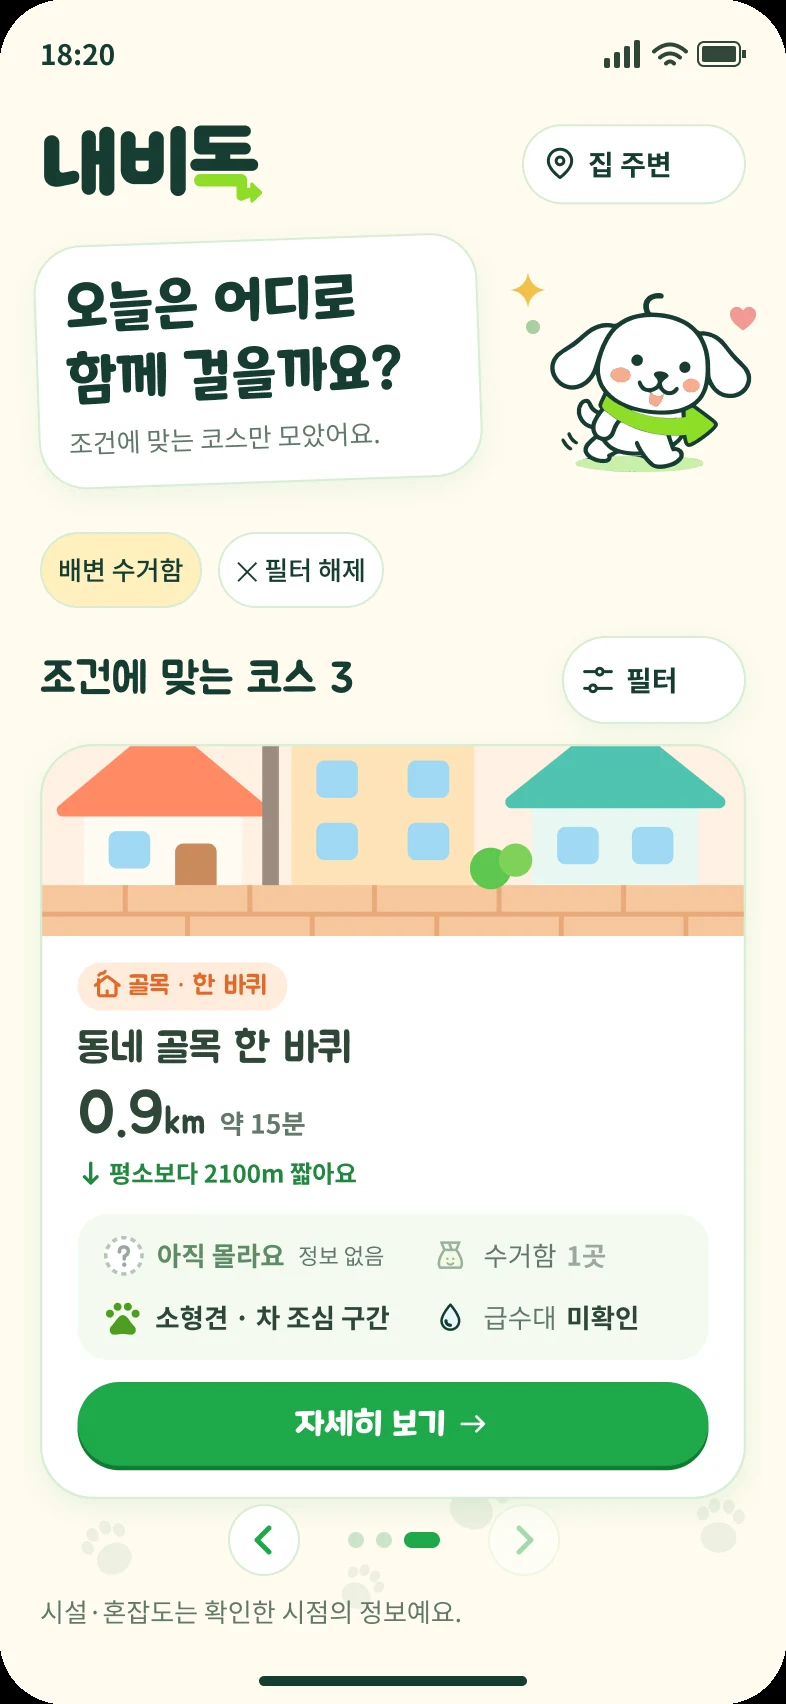 18:20
내비독
집 주변
오늘은 어디로
함께 걸을까요?
조건에 맞는 코스만 모았어요.
배변 수거함
필터 해제
조건에 맞는 코스 3
필터
골목 · 한 바퀴
동네 골목 한 바퀴
0.9km 약 15분
↓ 평소보다 2100m 짧아요
? 아직 몰라요 정보 없음
수거함 1곳
소형견 · 차 조심 구간
급수대 미확인
자세히 보기 →
시설·혼잡도는 확인한 시점의 정보예요.